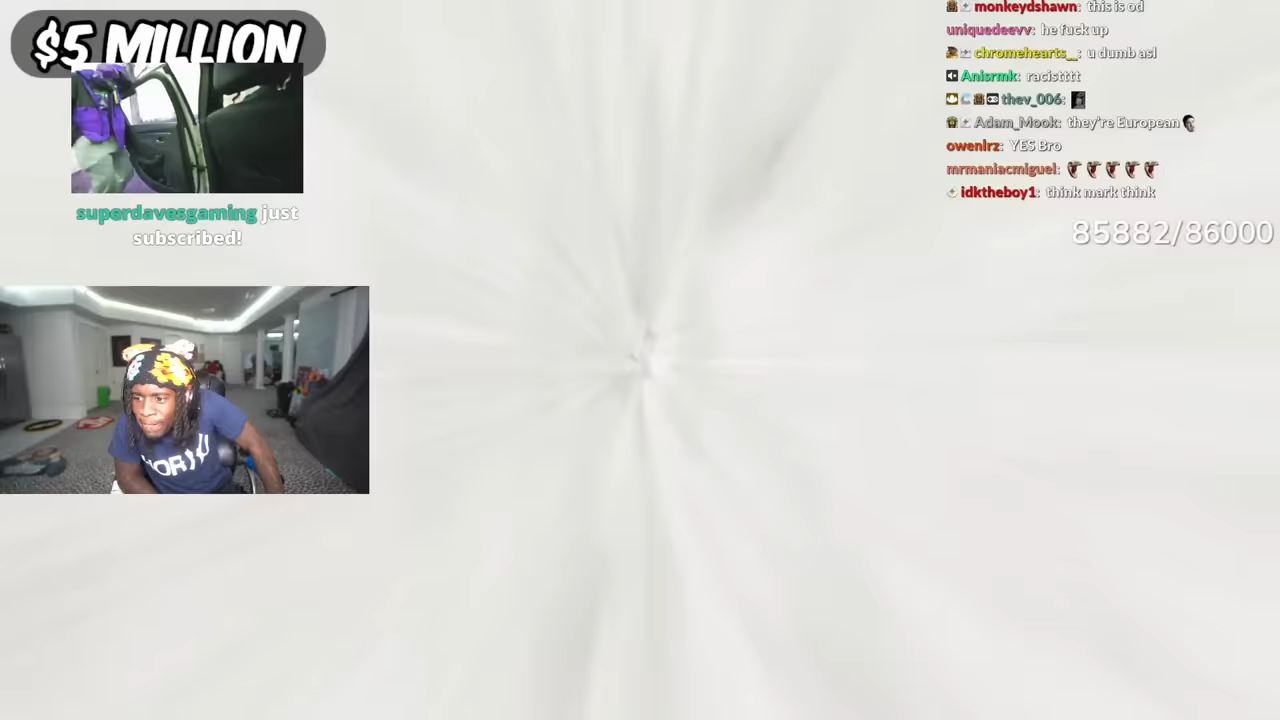 $5 MILLION
superdavesgaming just
subscribed!
monkeydshawn: this is od
uniquedeevv: he fuck up
chromehearts__: u dumb asl
Anisrmk: racistttt
thev_006:
Adam_Mook: they're European
owenlrz: YES Bro
mrmaniacmiguel:
idktheboy1: think mark think
85882/86000